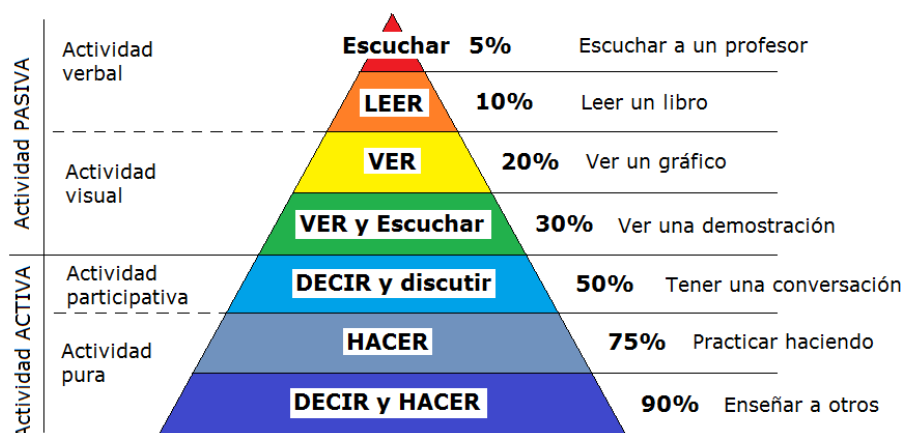 Actividad PASIVA
Actividad
verbal
Escuchar 5% Escuchar a un profesor
LEER 10% Leer un libro
Actividad
visual
VER 20% Ver un gráfico
VER y Escuchar 30% Ver una demostración
Actividad ACTIVA
Actividad
participativa
DECIR y discutir 50% Tener una conversación
Actividad
pura
HACER 75% Practicar haciendo
DECIR y HACER 90% Enseñar a otros